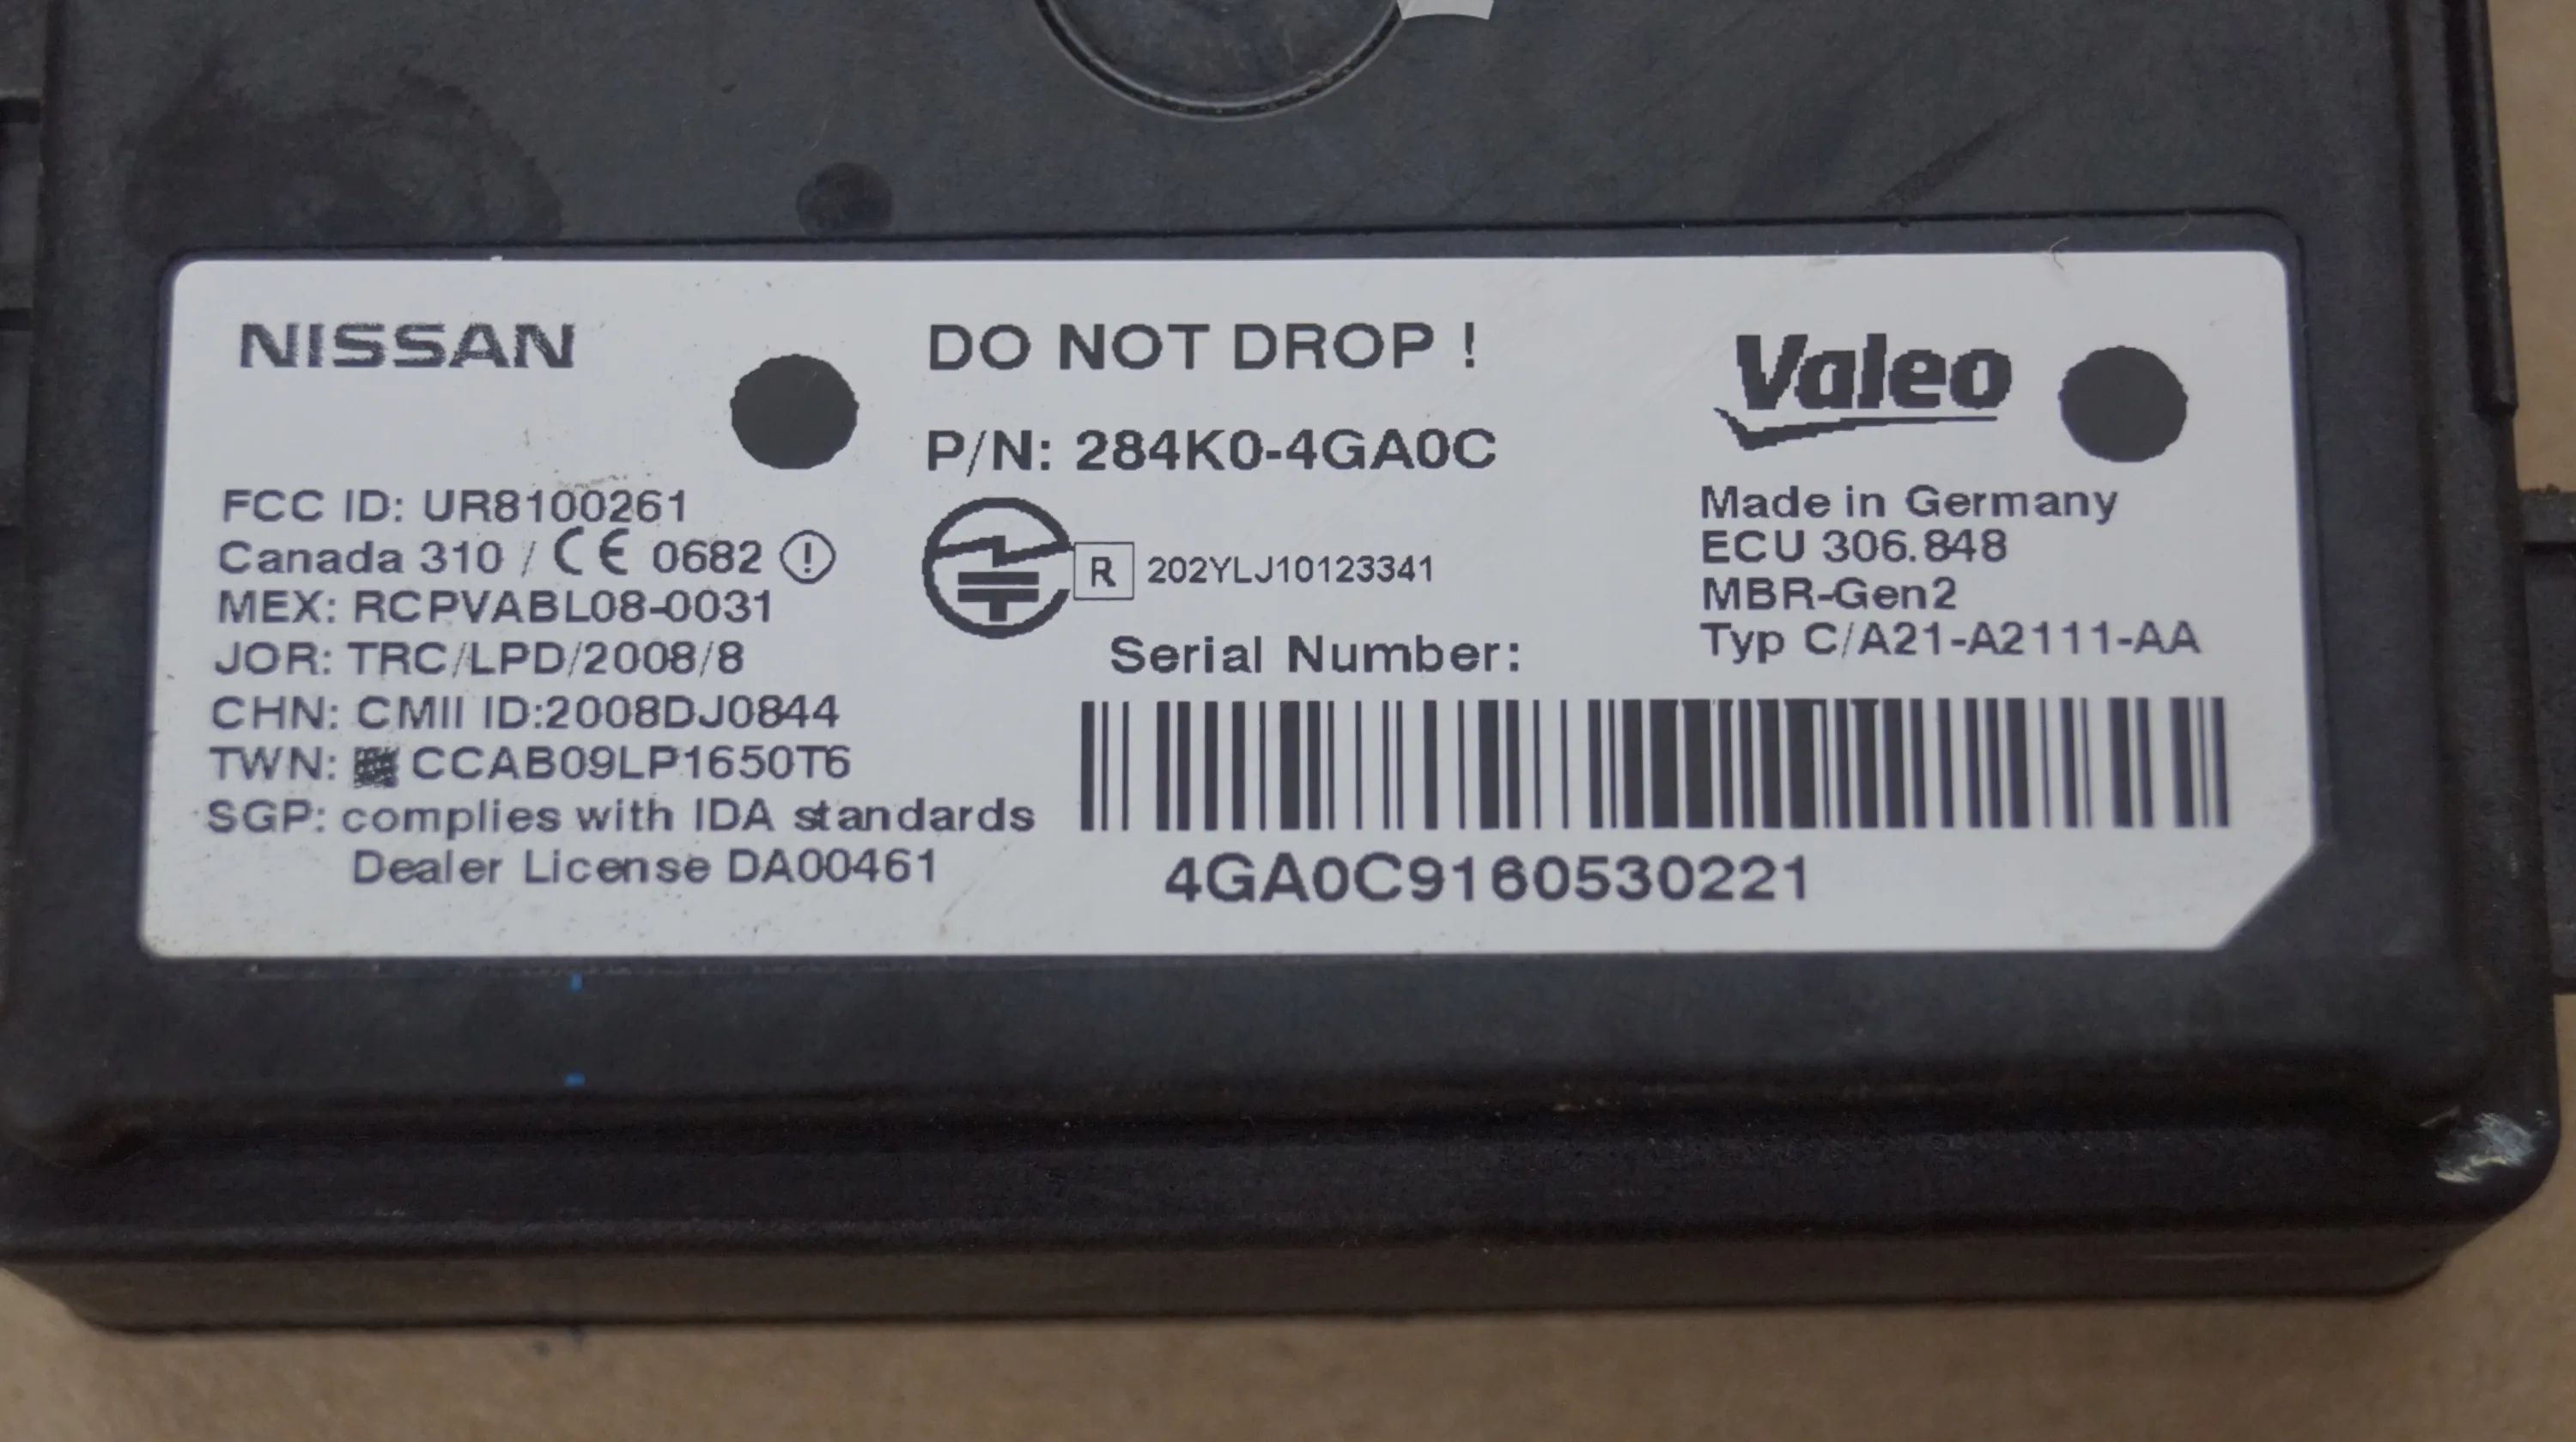 NISSAN
FCC ID: UR8100261
Canada 310 / CE 0682 !
MEX: RCPVABL08-0031
JOR: TRC/LPD/2008/8
CHN: CMII ID:2008DJ0844
TWN: CCAB09LP1650T6
SGP: complies with IDA standards
Dealer License DA00461
DO NOT DROP !
P/N: 284K0-4GA0C
R 202YLJ10123341
Serial Number:
4GA0C9160530221
Valeo
Made in Germany
ECU 306.848
MBR-Gen2
Typ C/A21-A2111-AA